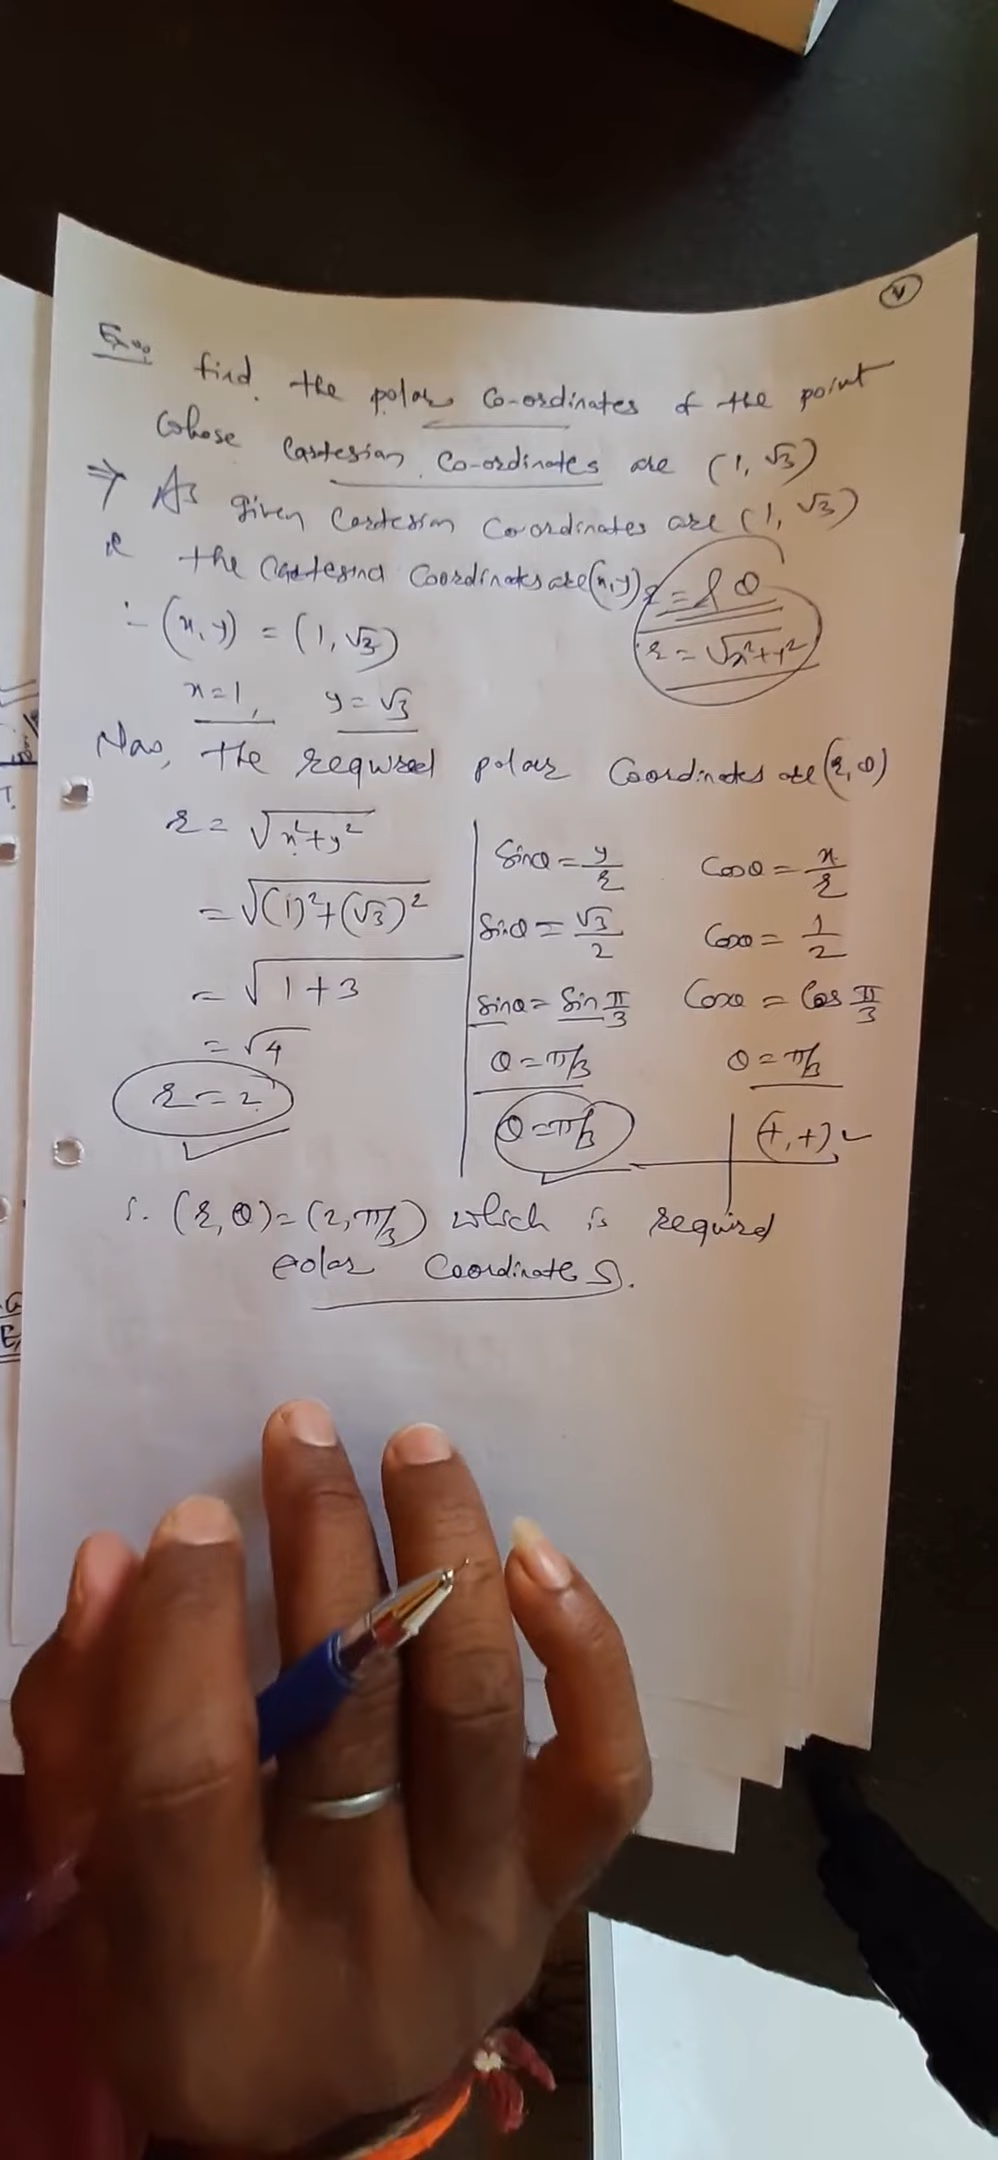 Ex
find the polar co-ordinates of the point
whose Cartesian co-ordinates are (1, √3)
⇒ As given Cartesian Coordinates are (1, √3)
the Coordinates are (x, y)
∴ (x, y) = (1, √3)
r = √x²+y²
x=1, y=√3
Now, the required polar Coordinates are (r, θ)
r = √x²+y²
= √(1)²+(√3)²
= √1+3
= √4
r = 2
Sinθ = y/r
Sinθ = √3/2
Sinθ = Sin π/3
θ = π/3
θ = π/3
Cosθ = x/r
Cosθ = 1/2
Cosθ = Cos π/3
θ = π/3
(+, +)
∴ (r, θ) = (2, π/3) which is required
polar Coordinates.